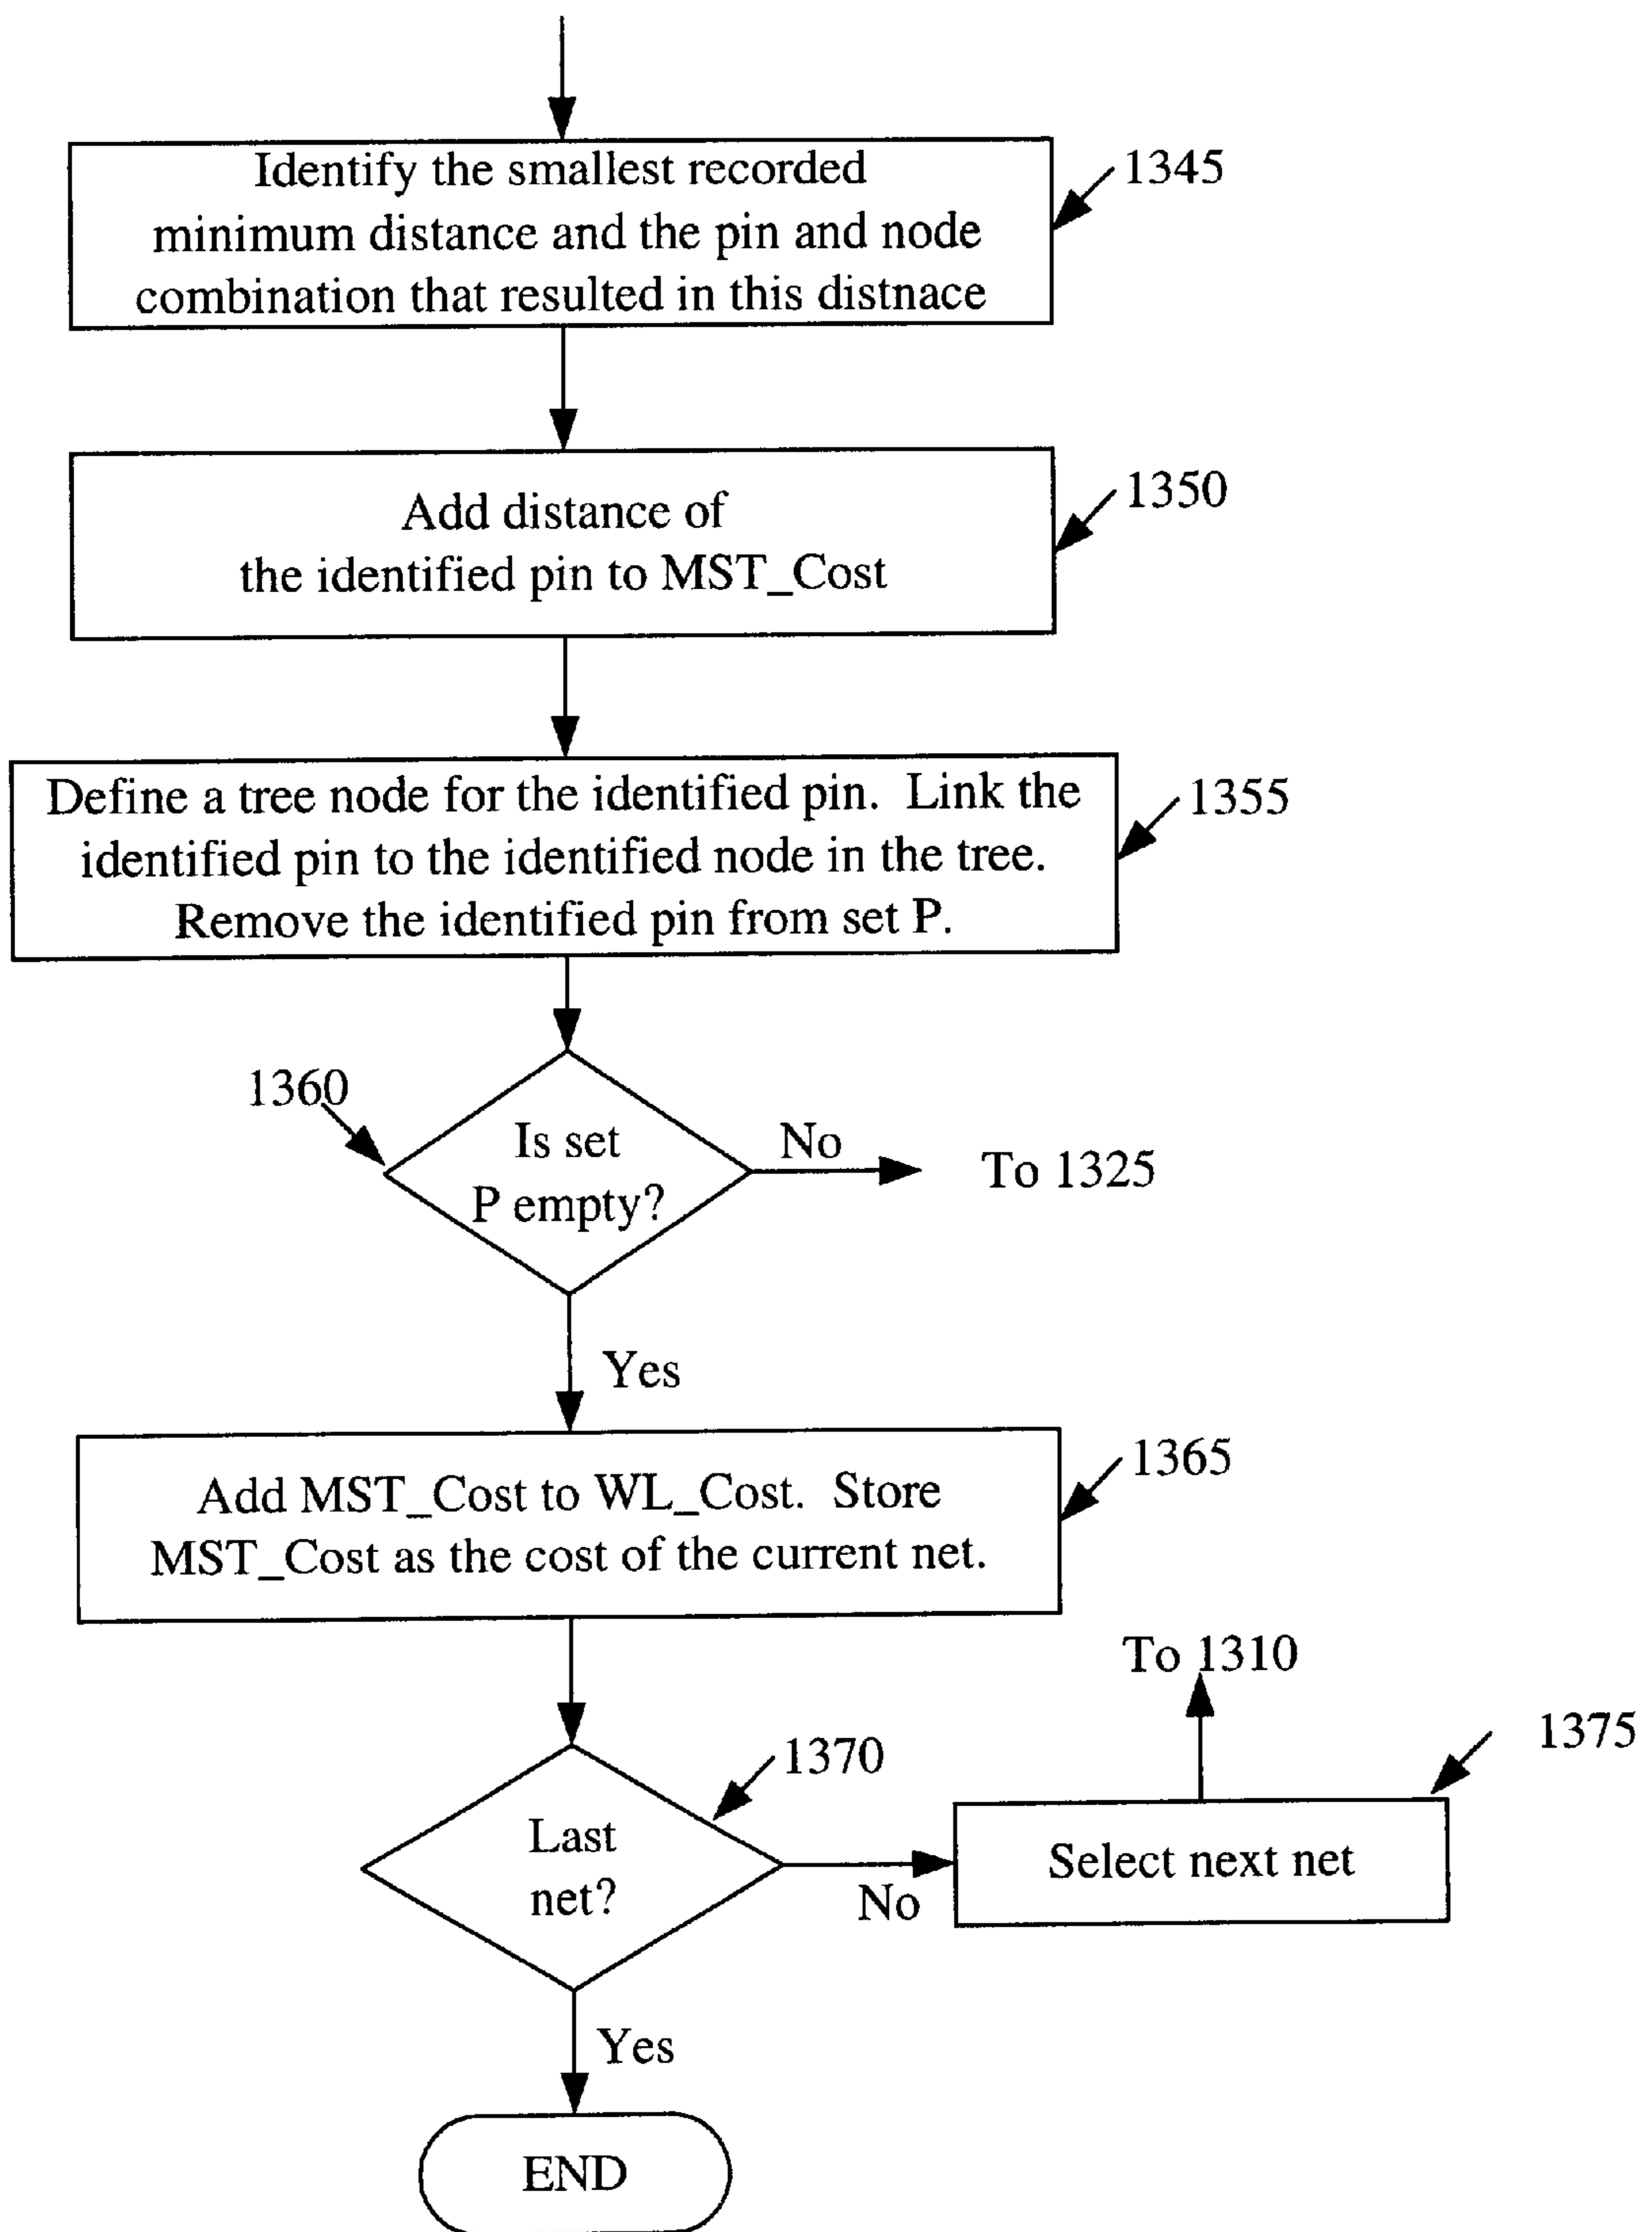 Identify the smallest recorded
minimum distance and the pin and node
combination that resulted in this distnace
1345
Add distance of
the identified pin to MST_Cost
1350
Define a tree node for the identified pin. Link the
identified pin to the identified node in the tree.
Remove the identified pin from set P.
1355
1360
Is set
P empty?
No
To 1325
Yes
Add MST_Cost to WL_Cost. Store
MST_Cost as the cost of the current net.
1365
To 1310
1370
1375
Last
net?
No
Select next net
Yes
END